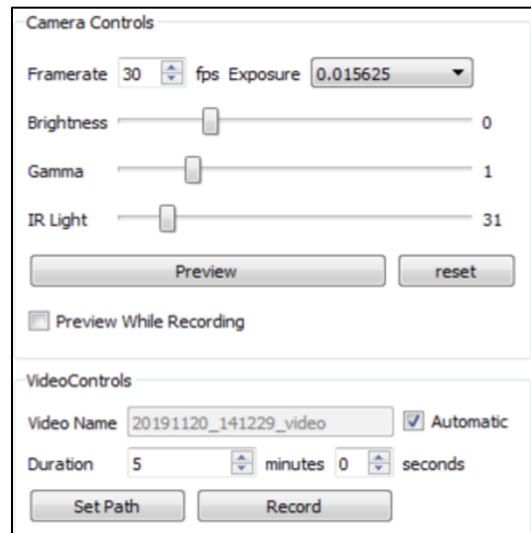 Camera Controls
Framerate 30 fps Exposure 0.015625
Brightness 0
Gamma 1
IR Light 31
Preview reset
Preview While Recording
VideoControls
Video Name 20191120_141229_video Automatic
Duration 5 minutes 0 seconds
Set Path Record